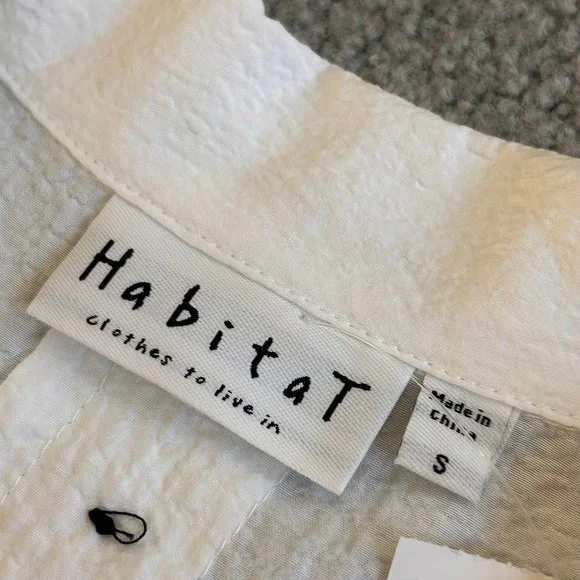 HabitaT
clothes to live in
Made in
China
S